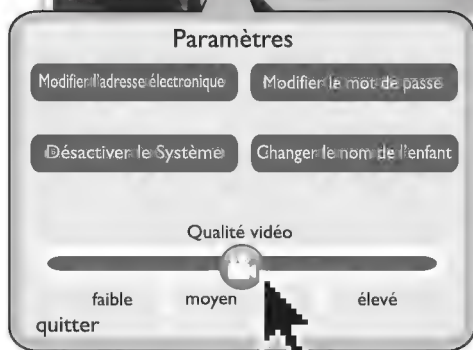 Paramètres
Modifier l'adresse électronique Modifier le mot de passe
Désactiver le Système Changer le nom de l'enfant
Qualité vidéo
faible moyen élevé
quitter